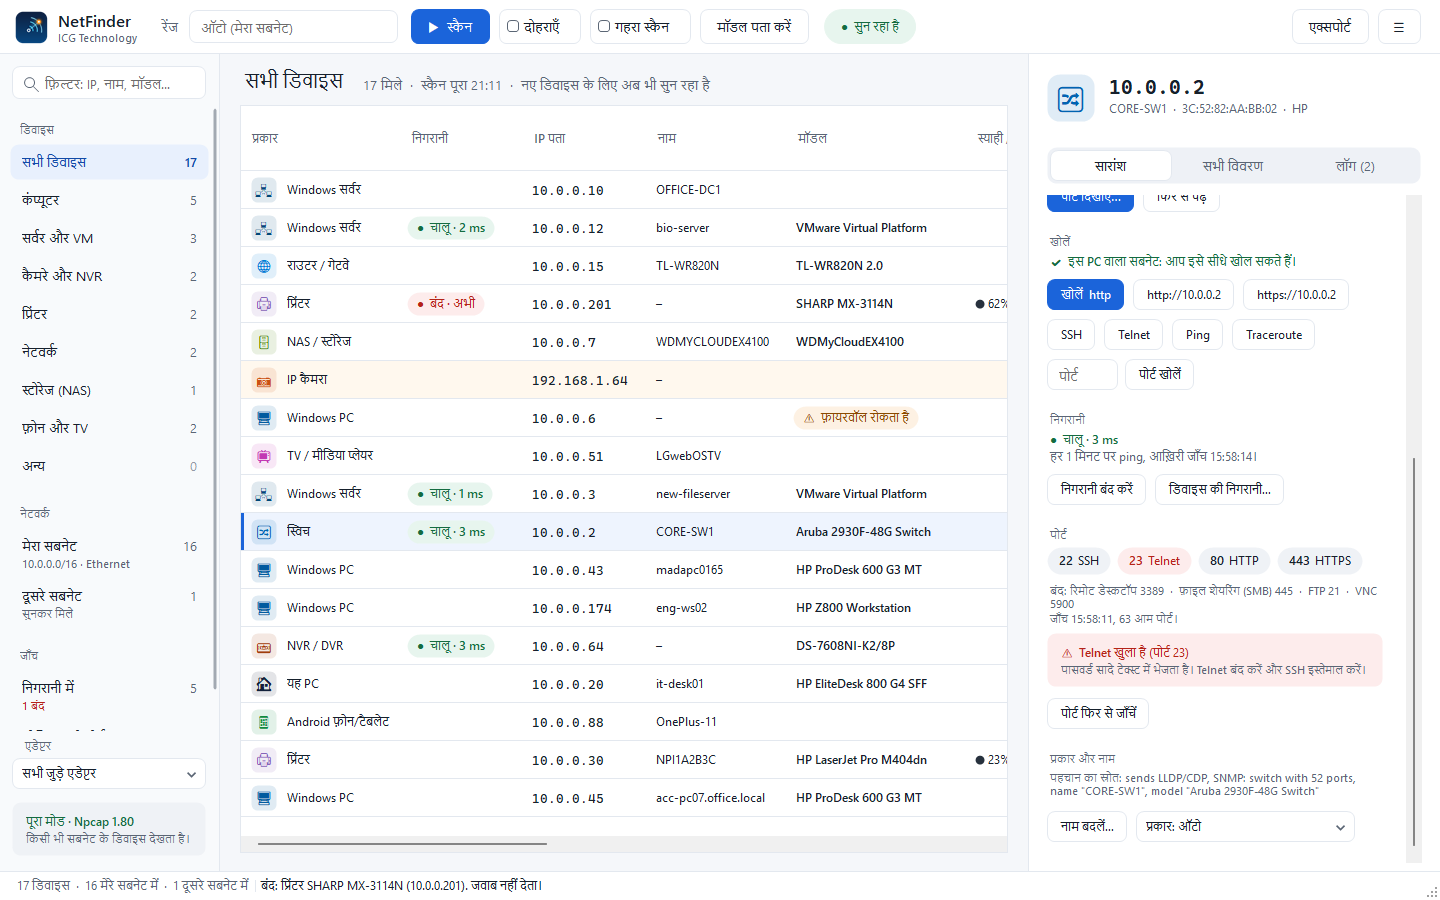 NetFinder
ICG Technology
रेंज
ऑटो (मेरा सबनेट)
▶ स्कैन
दोहराएँ
गहरा स्कैन
मॉडल पता करें
● सुन रहा है
एक्सपोर्ट
☰
फ़िल्टर: IP, नाम, मॉडल...
डिवाइस
सभी डिवाइस 17
कंप्यूटर 5
सर्वर और VM 3
कैमरे और NVR 2
प्रिंटर 2
नेटवर्क 2
स्टोरेज (NAS) 1
फ़ोन और TV 2
अन्य 0
नेटवर्क
मेरा सबनेट 16
10.0.0.0/16 · Ethernet
दूसरे सबनेट 1
सुनकर मिले
जाँच
निगरानी में 5
1 बंद
एडेप्टर
सभी जुड़े एडेप्टर
पूरा मोड · Npcap 1.80
किसी भी सबनेट के डिवाइस देखता है।
सभी डिवाइस
17 मिले · स्कैन पूरा 21:11 · नए डिवाइस के लिए अब भी सुन रहा है
प्रकार निगरानी IP पता नाम मॉडल स्याही
Windows सर्वर 10.0.0.10 OFFICE-DC1
Windows सर्वर ● चालू · 2 ms 10.0.0.12 bio-server VMware Virtual Platform
राउटर / गेटवे 10.0.0.15 TL-WR820N TL-WR820N 2.0
प्रिंटर ● बंद · अभी 10.0.0.201 – SHARP MX-3114N ● 62%
NAS / स्टोरेज 10.0.0.7 WDMYCLOUDEX4100 WDMyCloudEX4100
IP कैमरा 192.168.1.64 –
Windows PC 10.0.0.6 – ⚠ फ़ायरवॉल रोकता है
TV / मीडिया प्लेयर 10.0.0.51 LGwebOSTV
Windows सर्वर ● चालू · 1 ms 10.0.0.3 new-fileserver VMware Virtual Platform
स्विच ● चालू · 3 ms 10.0.0.2 CORE-SW1 Aruba 2930F-48G Switch
Windows PC 10.0.0.43 madapc0165 HP ProDesk 600 G3 MT
Windows PC 10.0.0.174 eng-ws02 HP Z800 Workstation
NVR / DVR ● चालू · 3 ms 10.0.0.64 – DS-7608NI-K2/8P
यह PC 10.0.0.20 it-desk01 HP EliteDesk 800 G4 SFF
Android फ़ोन/टैबलेट 10.0.0.88 OnePlus-11
प्रिंटर 10.0.0.30 NPI1A2B3C HP LaserJet Pro M404dn ● 23%
Windows PC 10.0.0.45 acc-pc07.office.local HP ProDesk 600 G3 MT
10.0.0.2
CORE-SW1 · 3C:52:82:AA:BB:02 · HP
सारांश
सभी विवरण
लॉग (2)
पोर्ट दिखाएँ...
फिर से पढ़ें
खोलें
✓ इस PC वाला सबनेट: आप इसे सीधे खोल सकते हैं।
खोलें http
http://10.0.0.2
https://10.0.0.2
SSH
Telnet
Ping
Traceroute
पोर्ट
पोर्ट खोलें
निगरानी
● चालू · 3 ms
हर 1 मिनट पर ping, आख़िरी जाँच 15:58:14।
निगरानी बंद करें
डिवाइस की निगरानी...
पोर्ट
22 SSH
23 Telnet
80 HTTP
443 HTTPS
बंद: रिमोट डेस्कटॉप 3389 · फ़ाइल शेयरिंग (SMB) 445 · FTP 21 · VNC
5900
जाँच 15:58:11, 63 आम पोर्ट।
⚠ Telnet खुला है (पोर्ट 23)
पासवर्ड सादे टेक्स्ट में भेजता है। Telnet बंद करें और SSH इस्तेमाल करें।
पोर्ट फिर से जाँचें
प्रकार और नाम
पहचान का स्रोत: sends LLDP/CDP, SNMP: switch with 52 ports,
name "CORE-SW1", model "Aruba 2930F-48G Switch"
नाम बदलें...
प्रकार: ऑटो
17 डिवाइस · 16 मेरे सबनेट में · 1 दूसरे सबनेट में
बंद: प्रिंटर SHARP MX-3114N (10.0.0.201). जवाब नहीं देता।